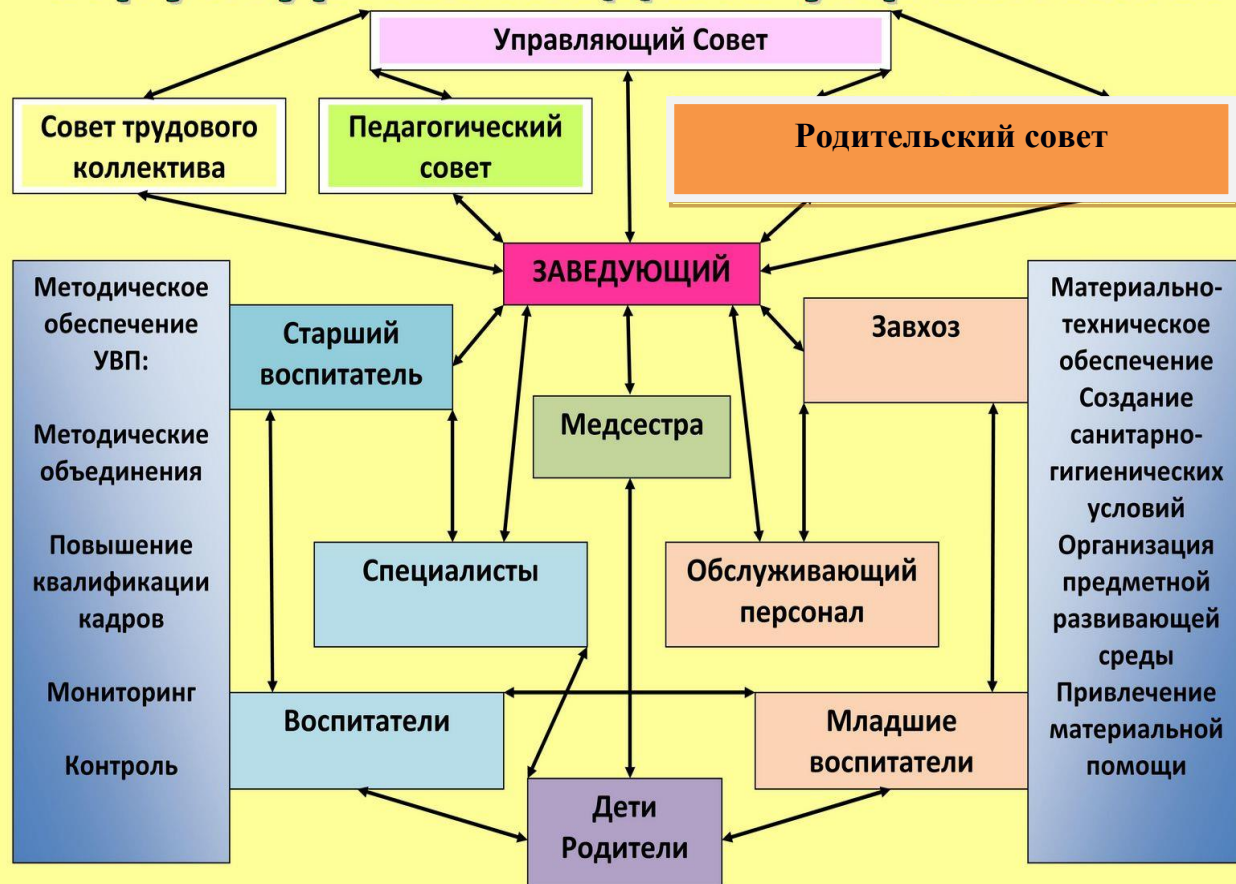 Управляющий Совет
Совет трудового
коллектива
Педагогический
совет
Родительский совет
ЗАВЕДУЮЩИЙ
Методическое
обеспечение
УВП:
Методические
объединения
Повышение
квалификации
кадров
Мониторинг
Контроль
Старший
воспитатель
Медсестра
Завхоз
Специалисты
Обслуживающий
персонал
Воспитатели
Младшие
воспитатели
Дети
Родители
Материально-
техническое
обеспечение
Создание
санитарно-
гигиенических
условий
Организация
предметной
развивающей
среды
Привлечение
материальной
помощи